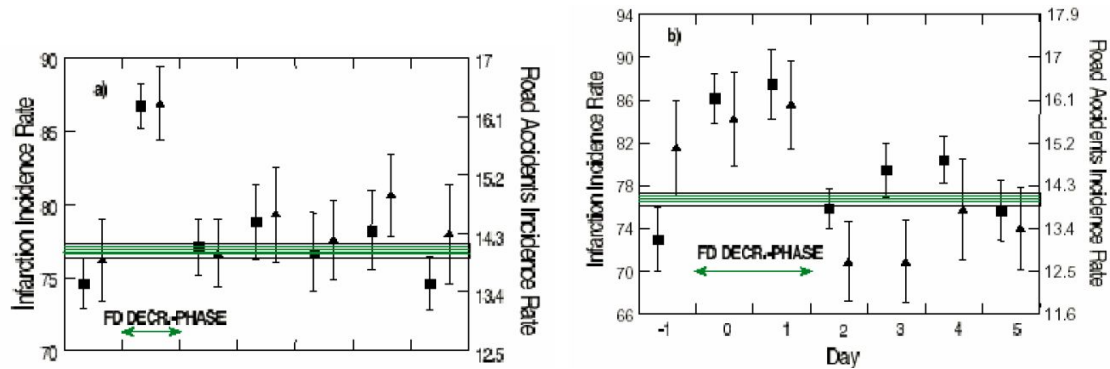 90
85
80
75
70
Infarction Incidence Rate
a)
FD DECR.-PHASE
17
16.1
15.2
14.3
13.4
12.5
Road Accidents Incidence Rate
94
90
86
82
78
74
70
66
Infarction Incidence Rate
b)
FD DECR.-PHASE
17.9
17
16.1
15.2
14.3
13.4
12.5
11.6
Road Accidents Incidence Rate
-1 0 1 2 3 4 5
Day